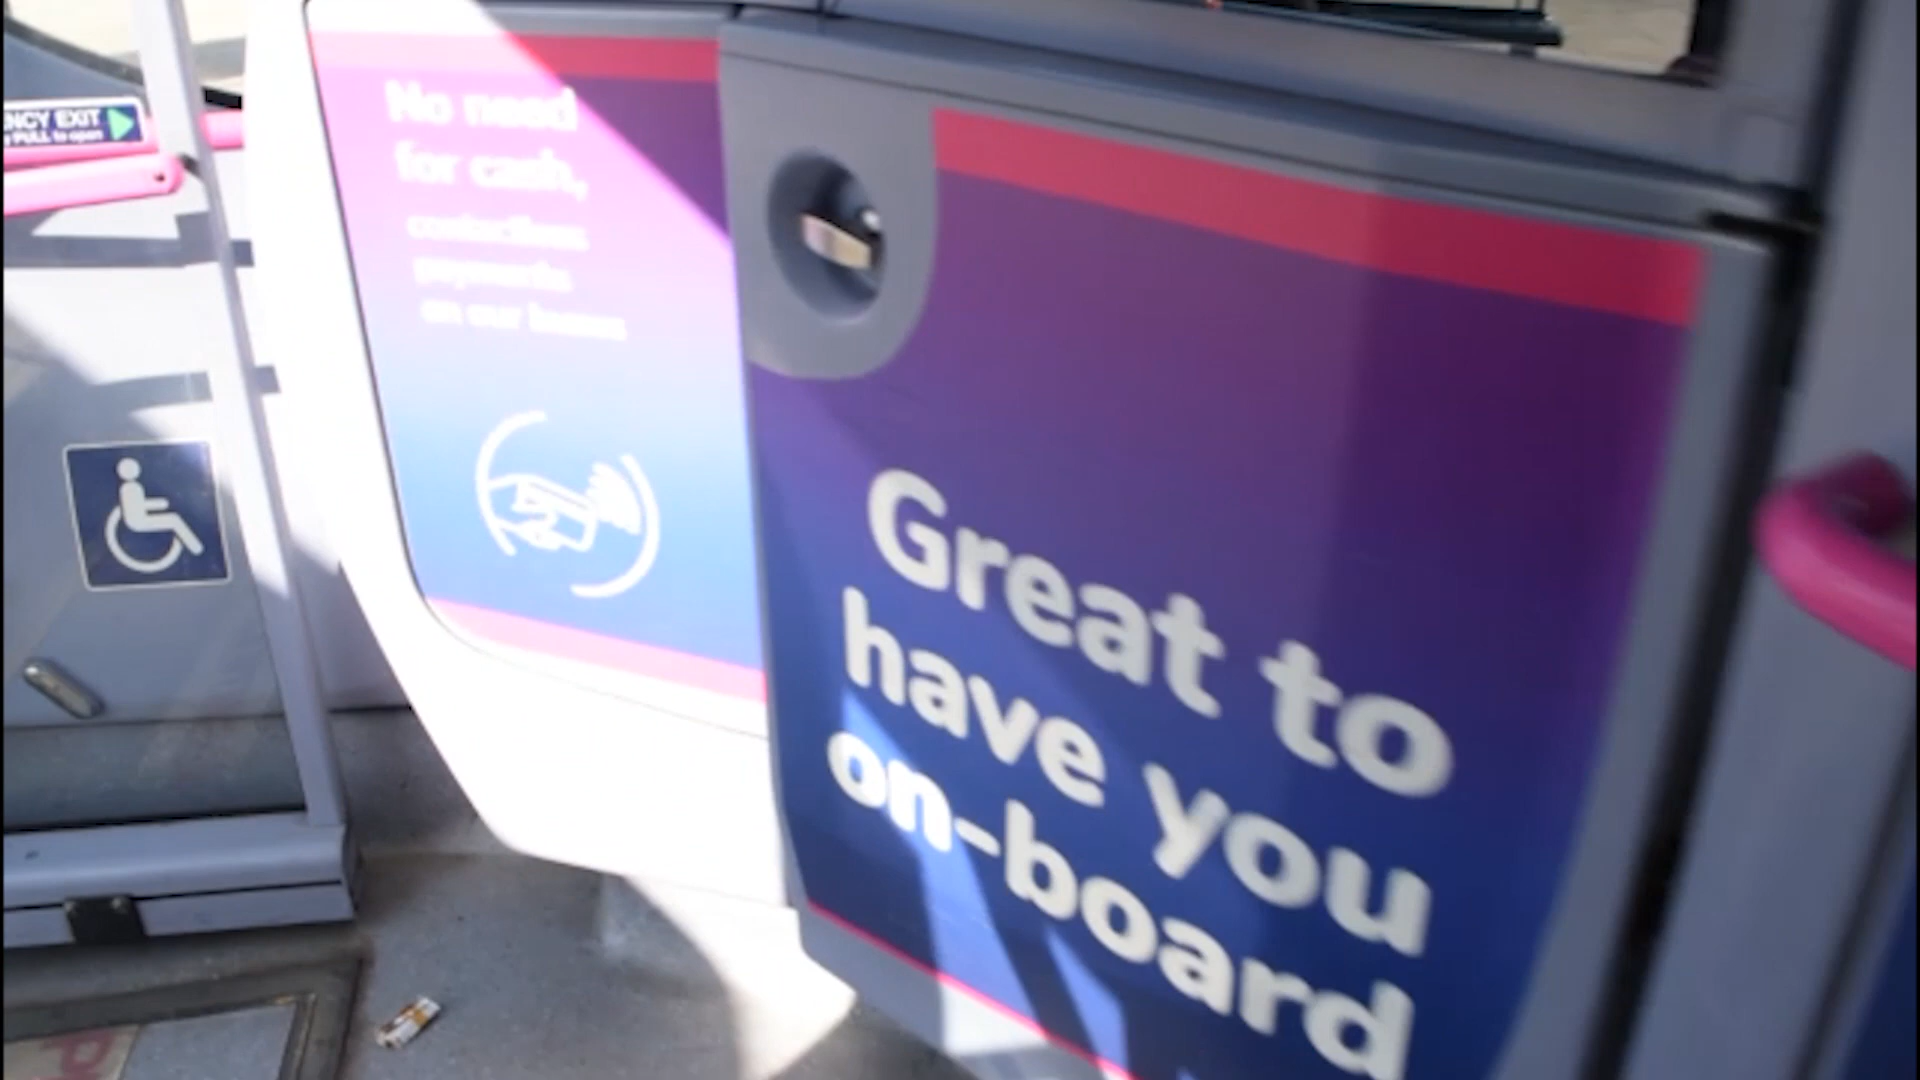 NCY EXIT
PULL to open
No need
for cash,
contactless
payments
on our buses
Great to
have you
on-board